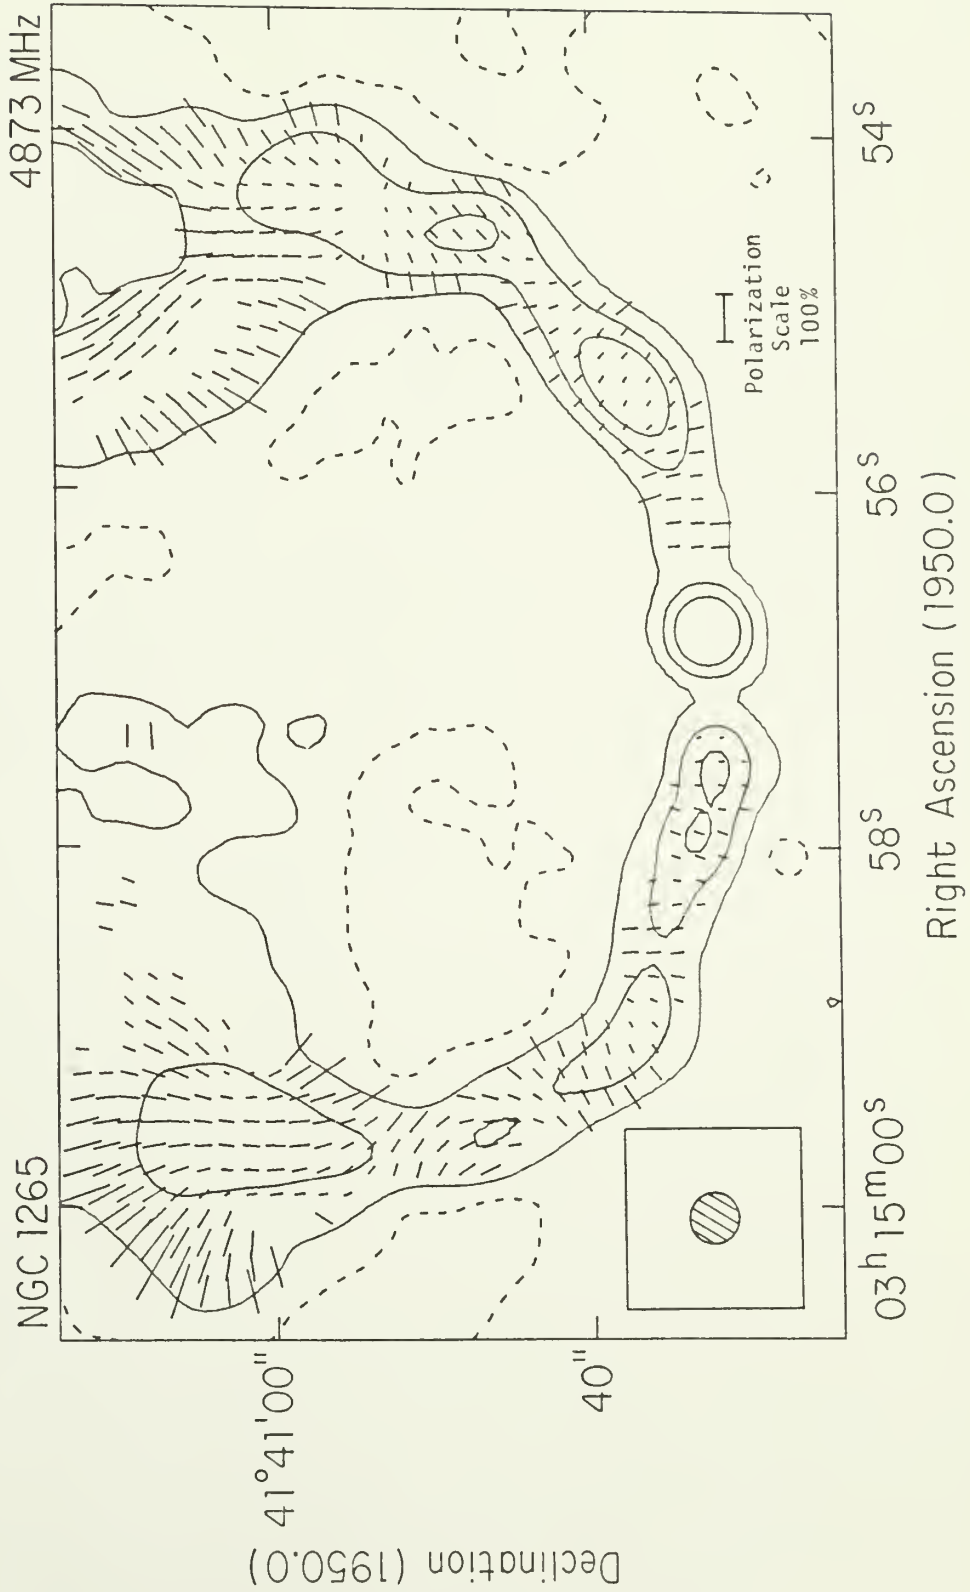 NGC 1265
4873 MHz
41°41'00"
40"
Declination (1950.0)
Polarization
Scale
100%
03ʰ15ᵐ00ˢ
58ˢ
56ˢ
54ˢ
Right Ascension (1950.0)